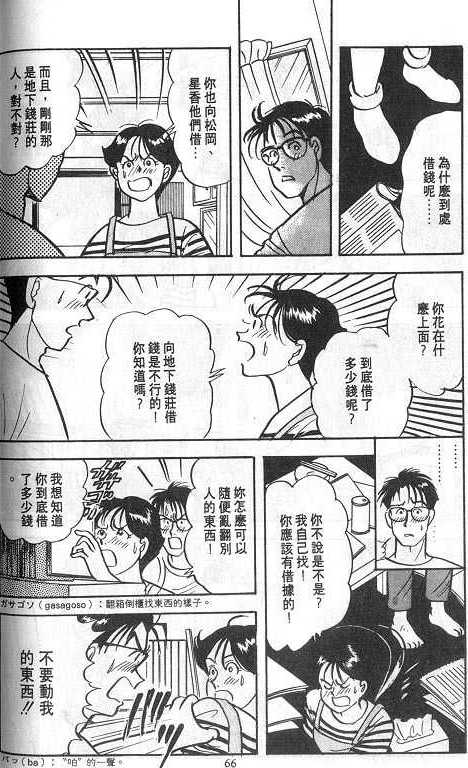 為什麼到處
借錢呢⋯⋯
你也向松岡、
星香他們借⋯⋯
而且，剛剛那
是地下錢莊的
人，對不對？
你花在什
麼上面？
到底借了
多少錢呢？
向地下錢莊借
錢是不行的！
你知道嗎？
⋯⋯⋯
⋯⋯⋯
你不說是不是？
我自己找！
你應該有借據的！
妳怎麼可以
隨便亂翻別
人的東西！
我想知道
你到底借
了多少錢
。
ガサゴソ
ガサゴソ（gasagoso）：翻箱倒櫃找東西的樣子。
不要動我
的東西!!
バっ（ba）：“啪”的一聲。
66